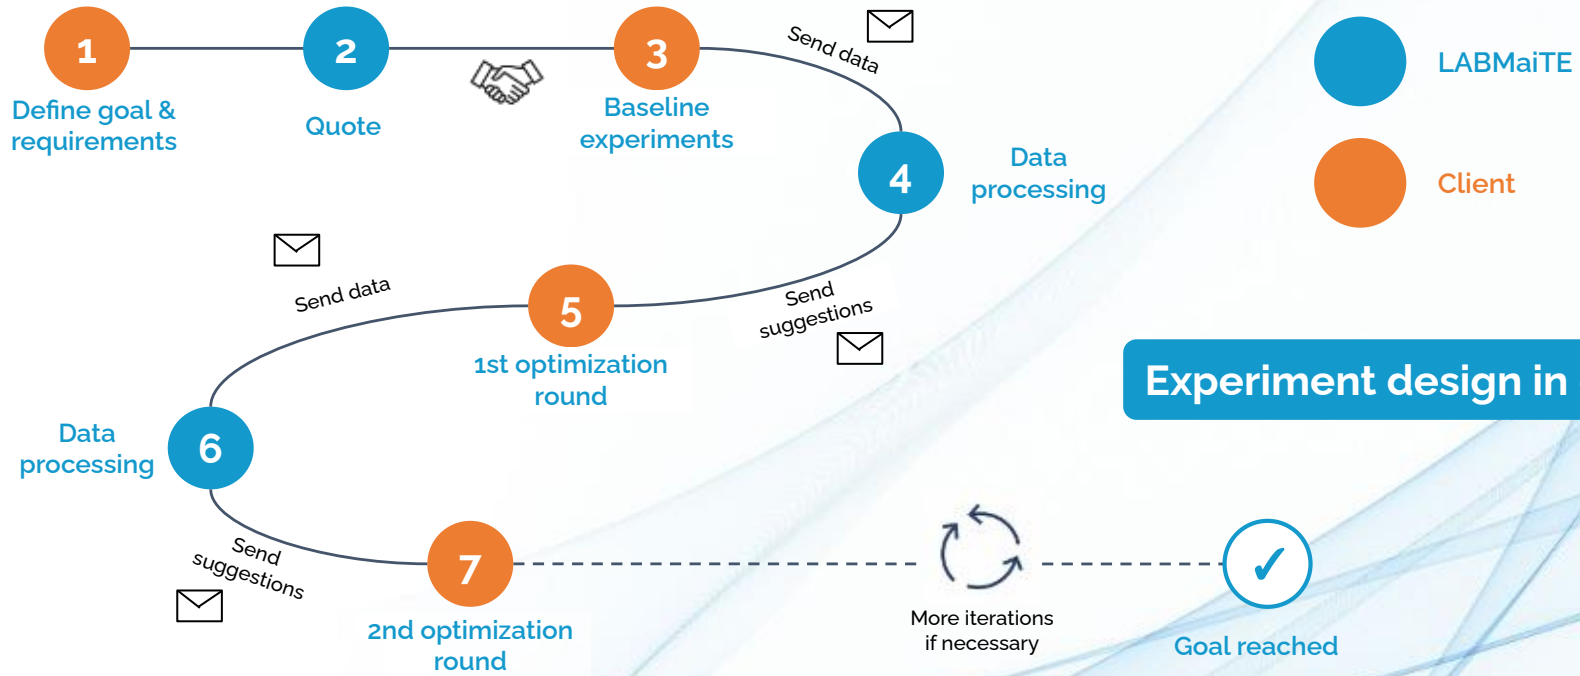 1
Define goal &
requirements
2
Quote
3
Baseline
experiments
Send data
4
Data
processing
Send
suggestions
5
1st optimization
round
Send data
6
Data
processing
Send
suggestions
7
2nd optimization
round
More iterations
if necessary
Goal reached
LABMaiTE
Client
Experiment design in